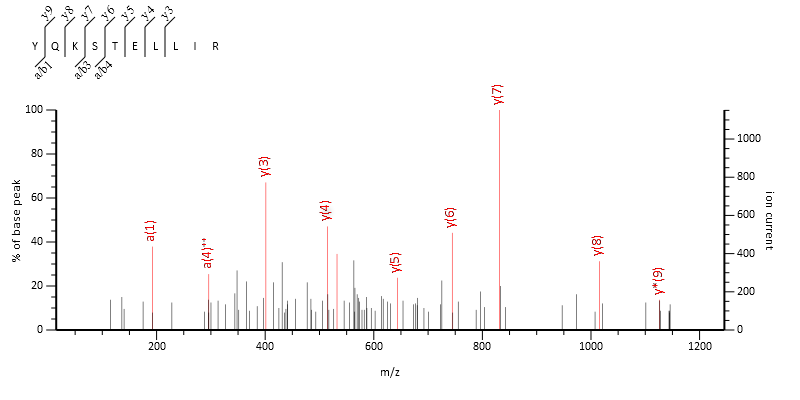 y9 y8 y7 y6 y5 y4 y3
Y Q K S T E L L I R
a/b1 a/b3 a/b4
% of base peak
100
80
60
40
20
0
a(1)
a(4)++
y(3)
y(4)
y(5)
y(6)
y(7)
y(8)
y*(9)
ion current
1000
800
600
400
200
0
200 400 600 800 1000 1200
m/z